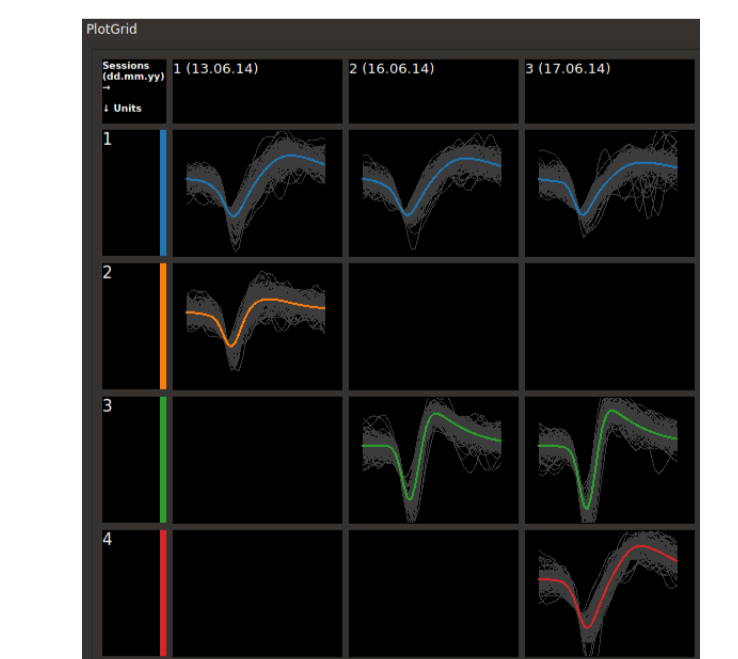 PlotGrid
Sessions
(dd.mm.yy)
→
↓ Units
1 (13.06.14)
2 (16.06.14)
3 (17.06.14)
1
2
3
4